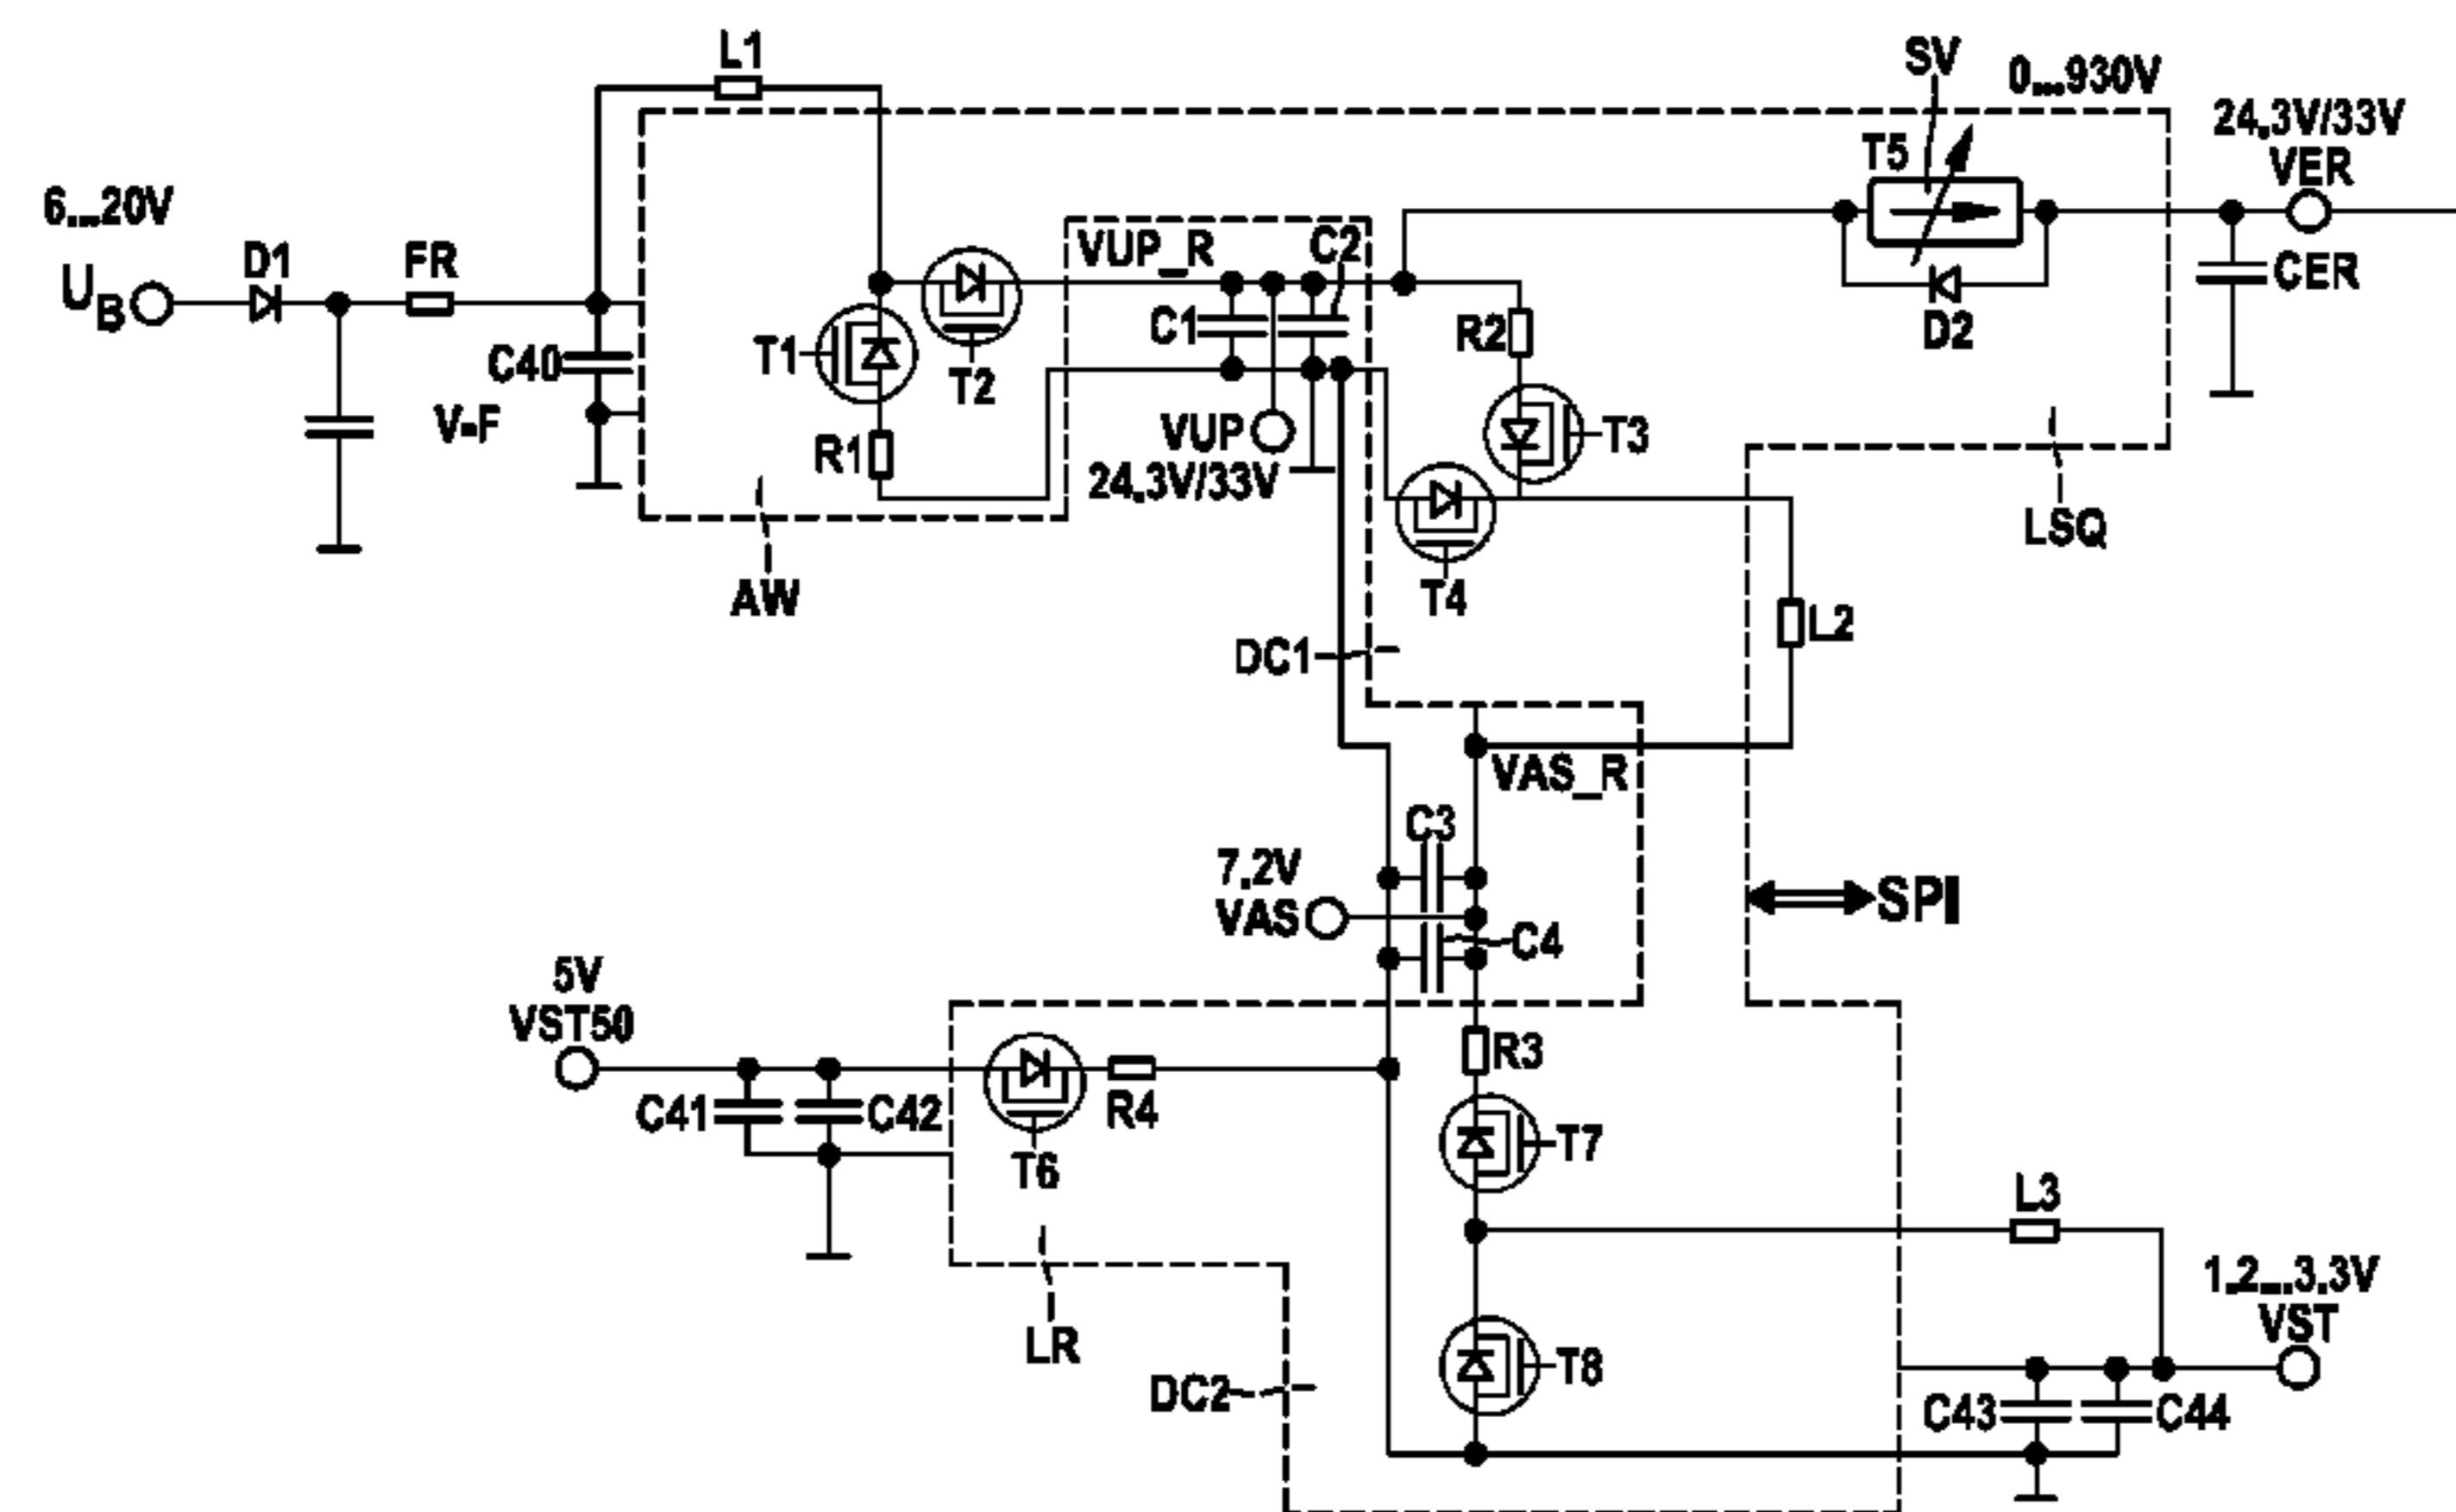 L1
SV
0...930V
24.3V/33V
VER
T5
6...20V
UB
D1
FR
VUP_R
C2
CER
C40
V-F
T1
T2
C1
R2
D2
R1
VUP
24.3V/33V
T3
T4
LSQ
AW
DC1
L2
VAS_R
C3
7.2V
VAS
C4
SPI
5V
VST50
R3
C41
C42
R4
T6
T7
L3
LR
DC2
T8
1.2...3.3V
VST
C43
C44